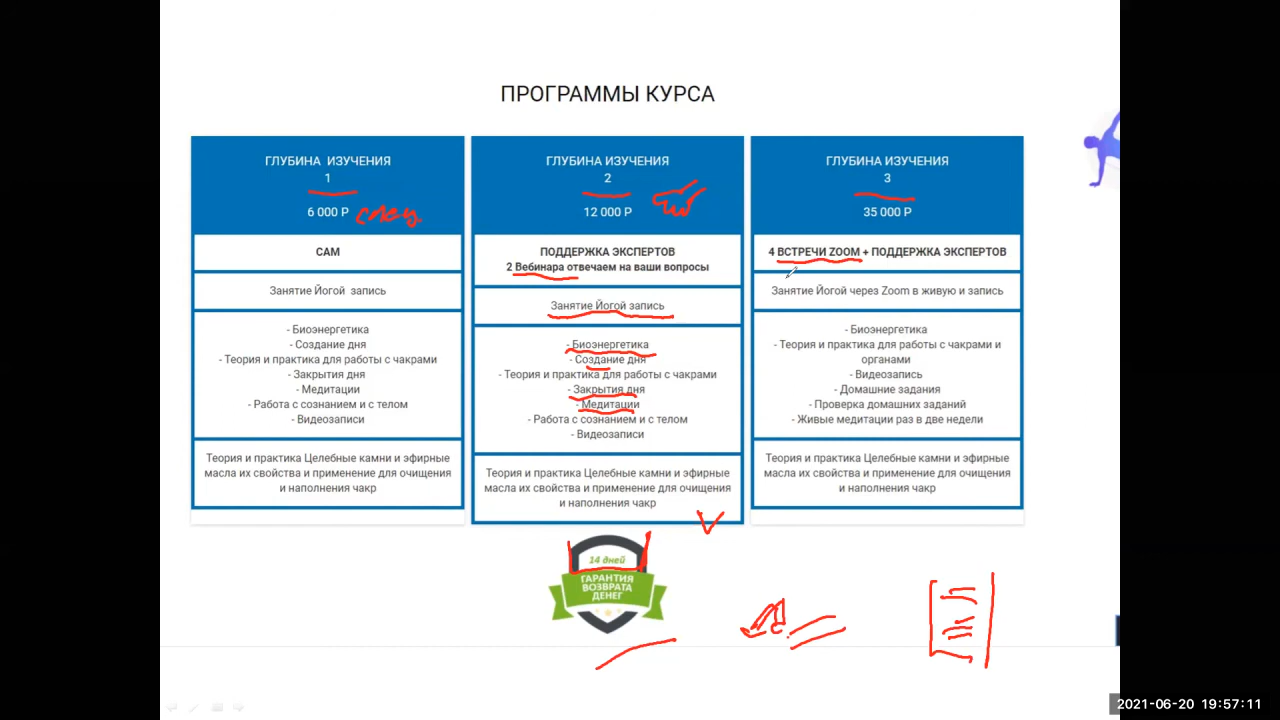 ПРОГРАММЫ КУРСА
ГЛУБИНА ИЗУЧЕНИЯ
1
6 000 Р
САМ
Занятие Йогой запись
- Биоэнергетика
- Создание дня
- Теория и практика для работы с чакрами
- Закрытия дня
- Медитации
- Работа с сознанием и с телом
- Видеозаписи
Теория и практика Целебные камни и эфирные
масла их свойства и применение для очищения
и наполнения чакр
ГЛУБИНА ИЗУЧЕНИЯ
2
12 000 Р
ПОДДЕРЖКА ЭКСПЕРТОВ
2 Вебинара отвечаем на ваши вопросы
Занятие Йогой запись
- Биоэнергетика
- Создание дня
- Теория и практика для работы с чакрами
- Закрытия дня
- Медитации
- Работа с сознанием и с телом
- Видеозаписи
Теория и практика Целебные камни и эфирные
масла их свойства и применение для очищения
и наполнения чакр
ГЛУБИНА ИЗУЧЕНИЯ
3
35 000 Р
4 ВСТРЕЧИ ZOOM + ПОДДЕРЖКА ЭКСПЕРТОВ
Занятие Йогой через Zoom в живую и запись
- Биоэнергетика
- Теория и практика для работы с чакрами и
органами
- Видеозапись
- Домашние задания
- Проверка домашних заданий
- Живые медитации раз в две недели
Теория и практика Целебные камни и эфирные
масла их свойства и применение для очищения
и наполнения чакр
14 дней
ГАРАНТИЯ
ВОЗВРАТА
ДЕНЕГ
2021-06-20 19:57:11